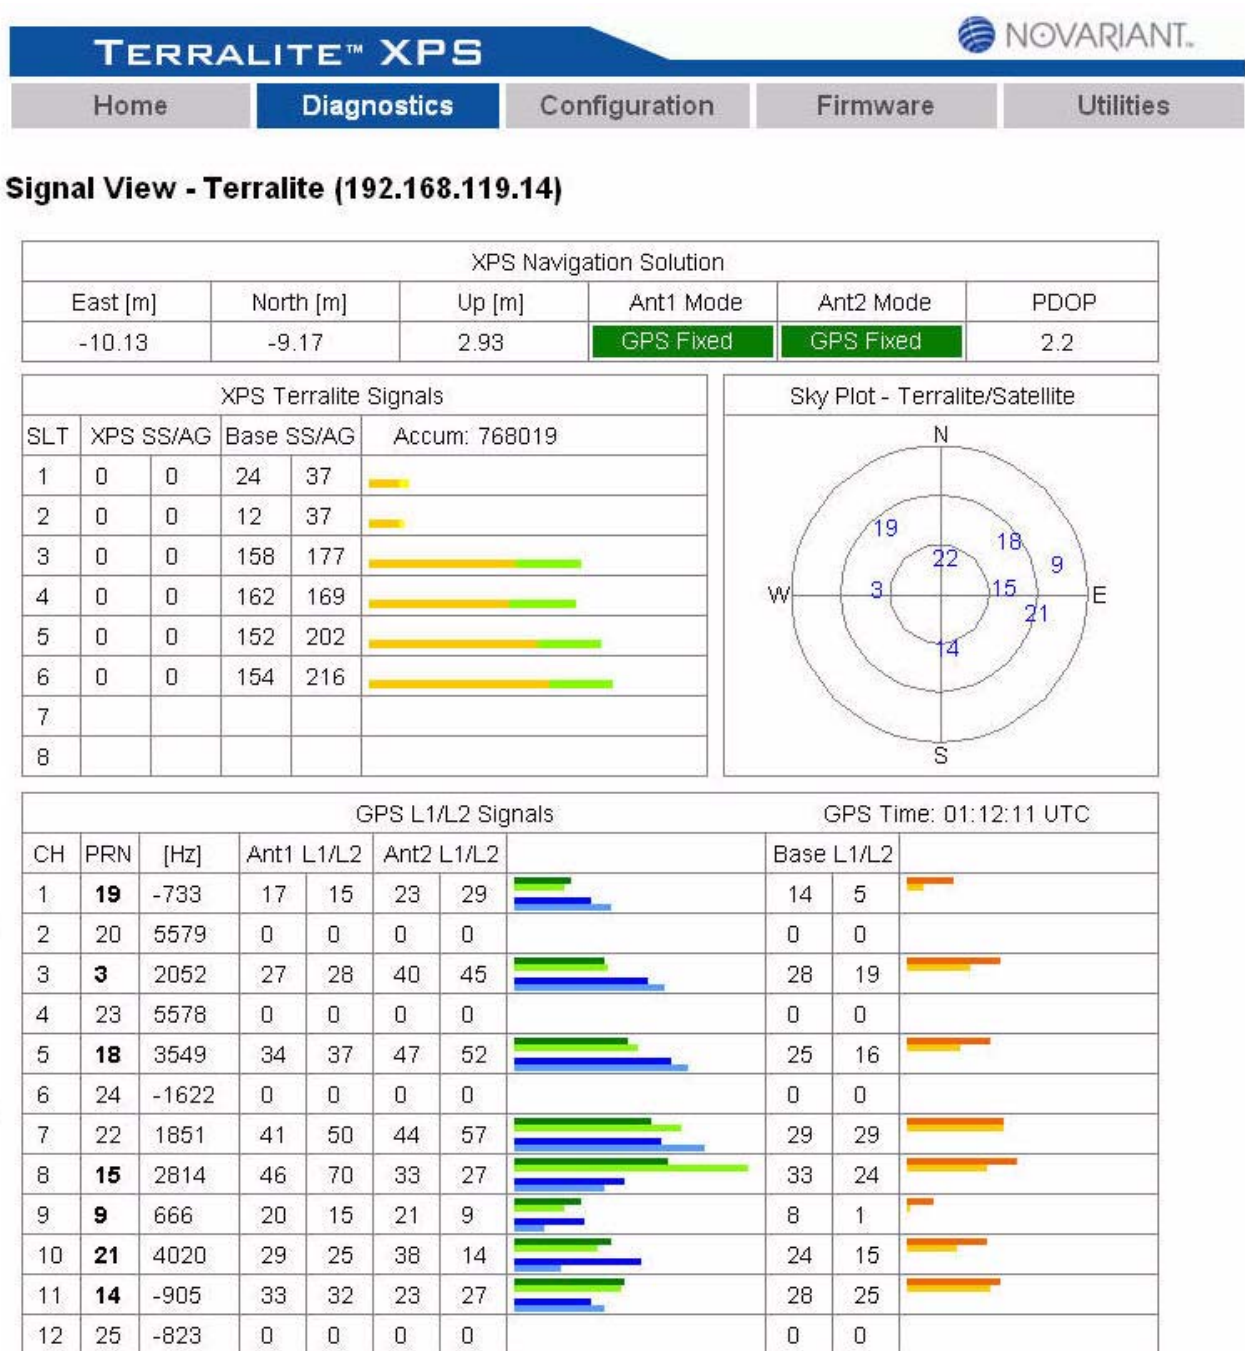 TERRALITE™ XPS
NOVARIANT.
Home Diagnostics Configuration Firmware Utilities
Signal View - Terralite (192.168.119.14)
XPS Navigation Solution
East [m] North [m] Up [m] Ant1 Mode Ant2 Mode PDOP
-10.13 -9.17 2.93 GPS Fixed GPS Fixed 2.2
XPS Terralite Signals
SLT XPS SS/AG Base SS/AG Accum: 768019
1 0 0 24 37
2 0 0 12 37
3 0 0 158 177
4 0 0 162 169
5 0 0 152 202
6 0 0 154 216
7
8
Sky Plot - Terralite/Satellite
N
19
18
22
9
W 3 15 E
21
14
S
GPS L1/L2 Signals GPS Time: 01:12:11 UTC
CH PRN [Hz] Ant1 L1/L2 Ant2 L1/L2 Base L1/L2
1 19 -733 17 15 23 29 14 5
2 20 5579 0 0 0 0 0 0
3 3 2052 27 28 40 45 28 19
4 23 5578 0 0 0 0 0 0
5 18 3549 34 37 47 52 25 16
6 24 -1622 0 0 0 0 0 0
7 22 1851 41 50 44 57 29 29
8 15 2814 46 70 33 27 33 24
9 9 666 20 15 21 9 8 1
10 21 4020 29 25 38 14 24 15
11 14 -905 33 32 23 27 28 25
12 25 -823 0 0 0 0 0 0